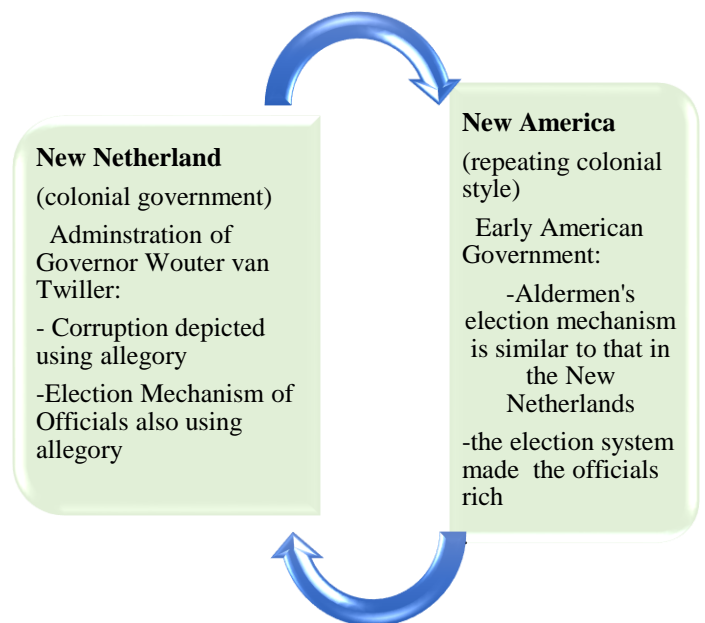 New Netherland
(colonial government)
Adminstration of
Governor Wouter van
Twiller:
- Corruption depicted
using allegory
-Election Mechanism of
Officials also using
allegory
New America
(repeating colonial
style)
Early American
Government:
-Aldermen's
election mechanism
is similar to that in
the New
Netherlands
-the election system
made the officials
rich